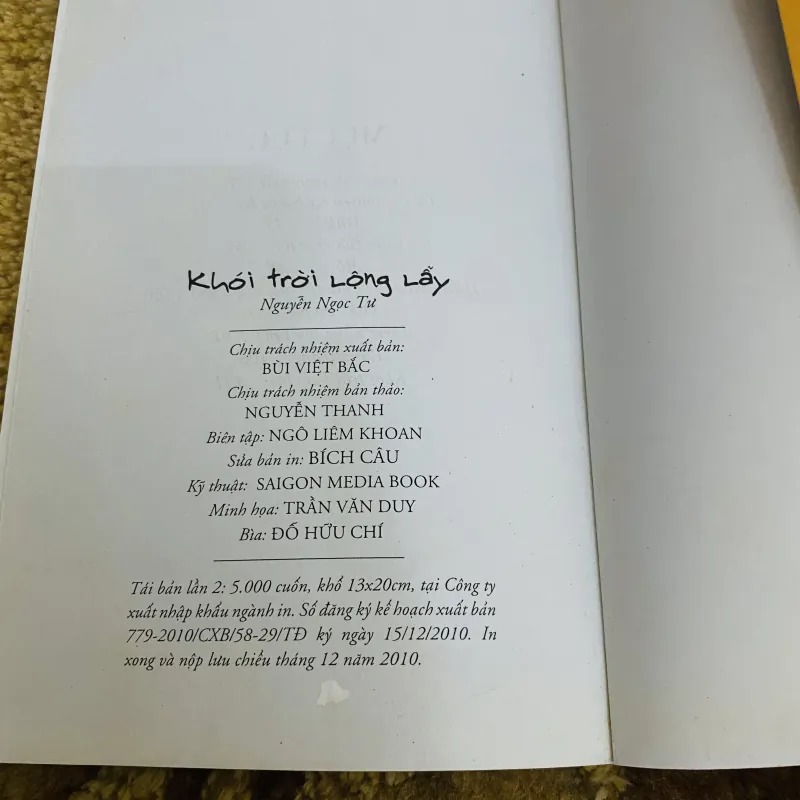 Khói trời Lộng Lẫy
Nguyễn Ngọc Tư
Chịu trách nhiệm xuất bản:
BÙI VIỆT BẮC
Chịu trách nhiệm bản thảo:
NGUYỄN THANH
Biên tập: NGÔ LIÊM KHOAN
Sửa bản in: BÍCH CÂU
Kỹ thuật: SAIGON MEDIA BOOK
Minh họa: TRẦN VĂN DUY
Bìa: ĐỖ HỮU CHÍ
Tái bản lần 2: 5.000 cuốn, khổ 13x20cm, tại Công ty
xuất nhập khẩu ngành in. Số đăng ký kế hoạch xuất bản
779-2010/CXB/58-29/TĐ ký ngày 15/12/2010. In
xong và nộp lưu chiểu tháng 12 năm 2010.